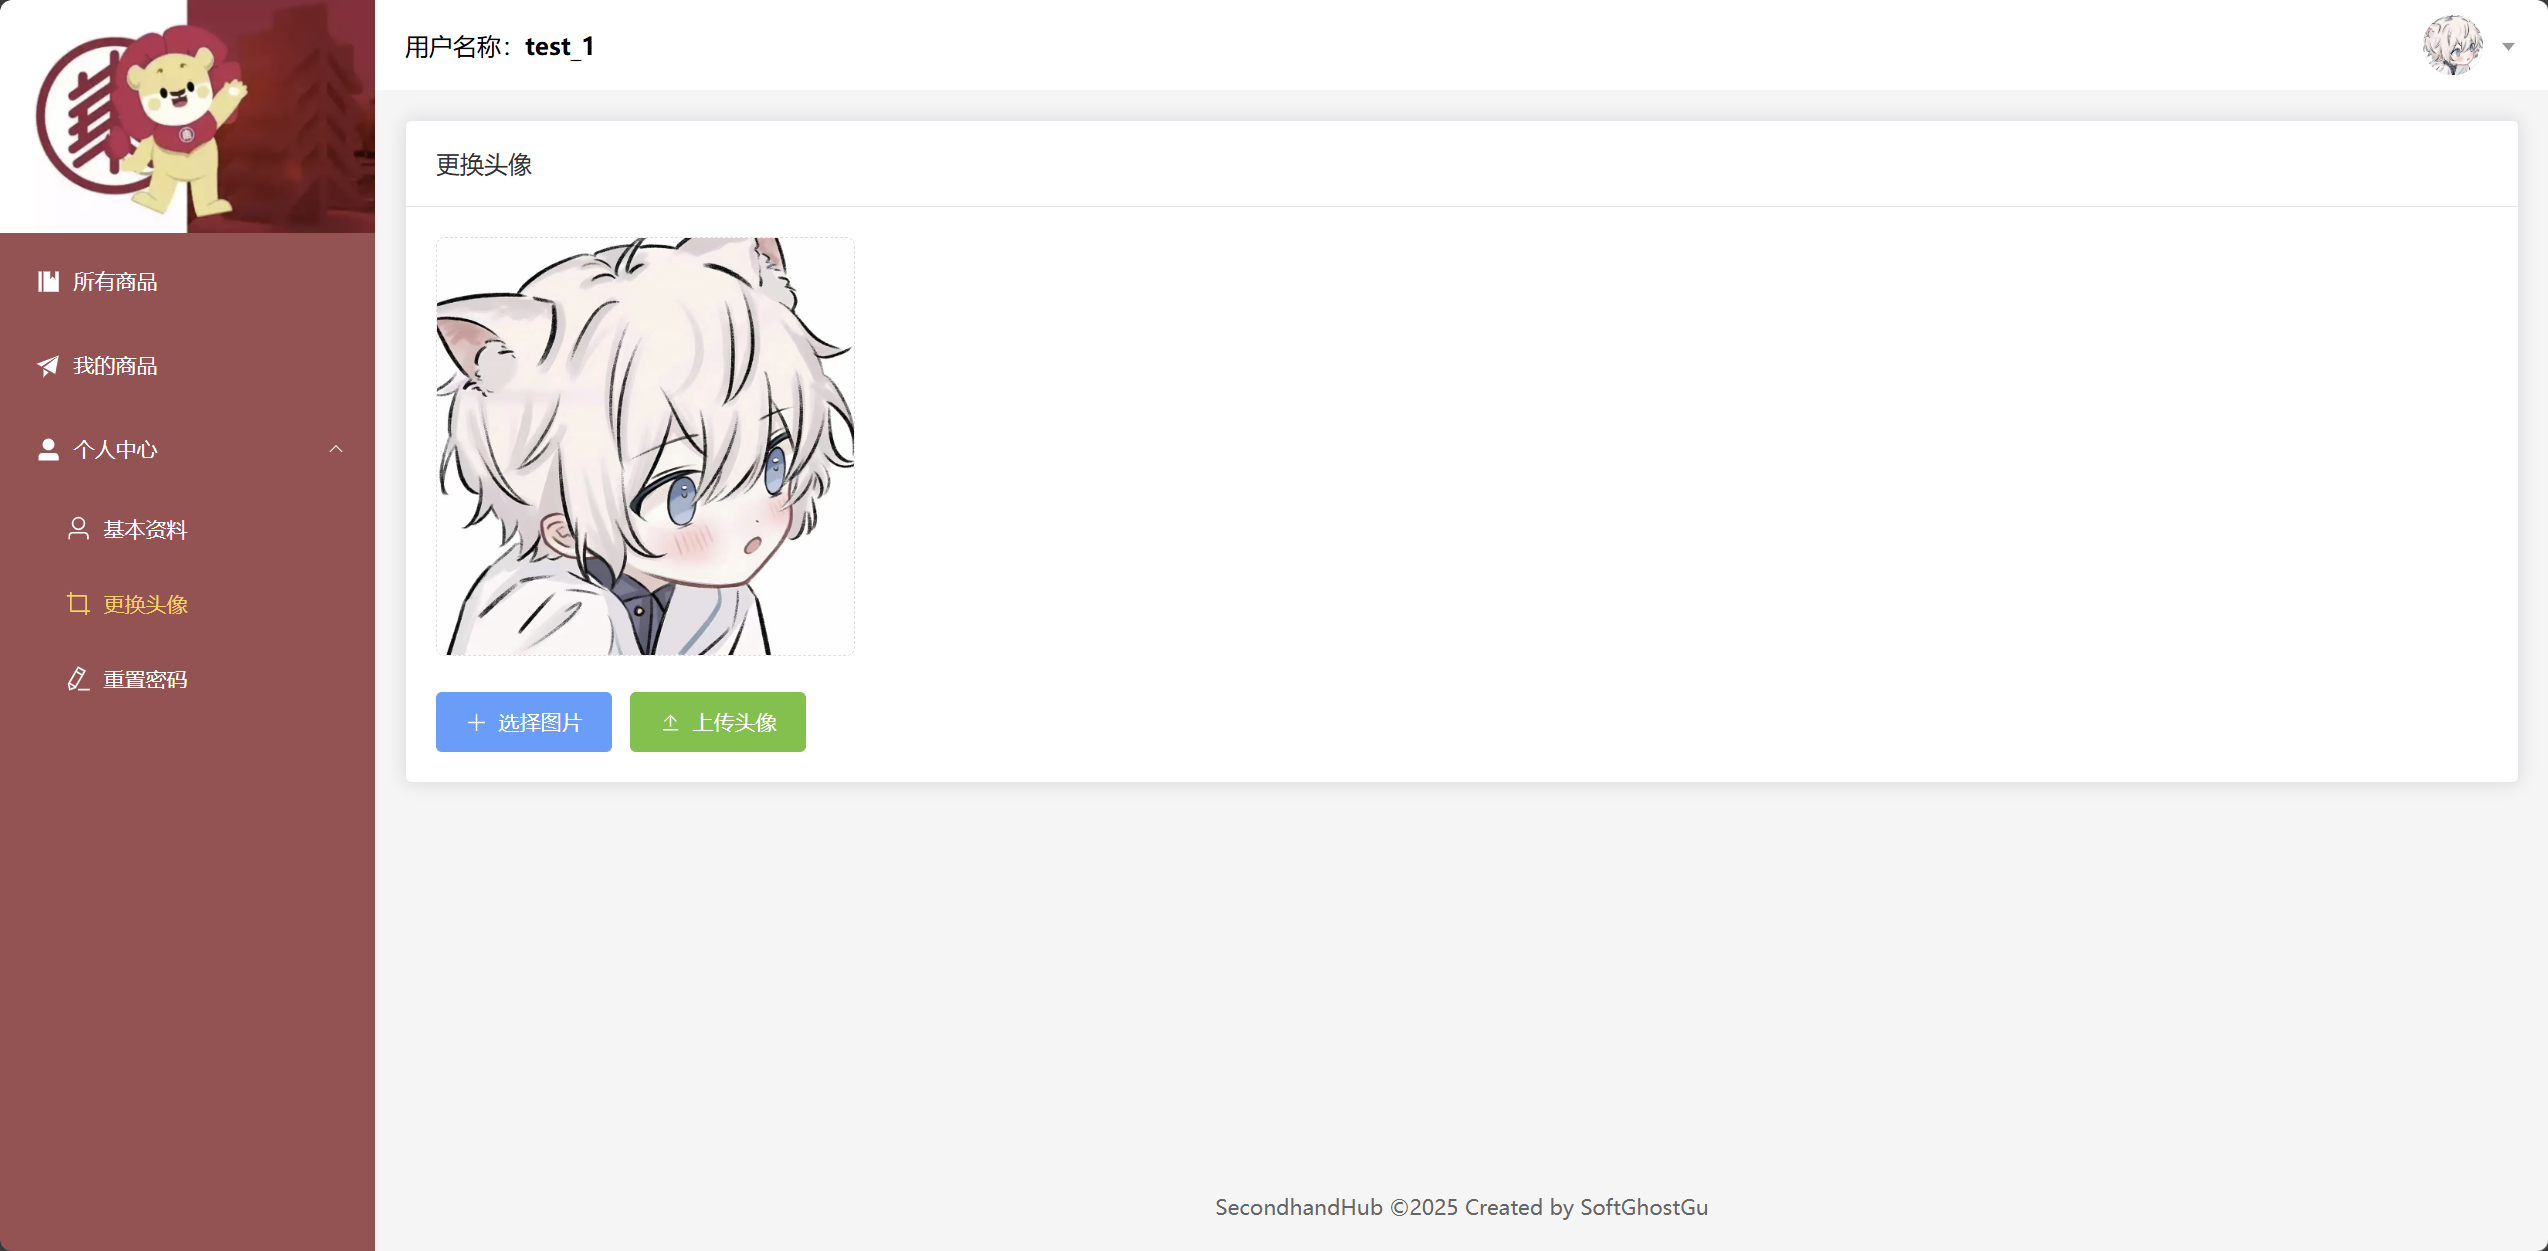 用户名称：test_1
所有商品
我的商品
个人中心
基本资料
更换头像
重置密码
更换头像
选择图片
上传头像
SecondhandHub ©2025 Created by SoftGhostGu